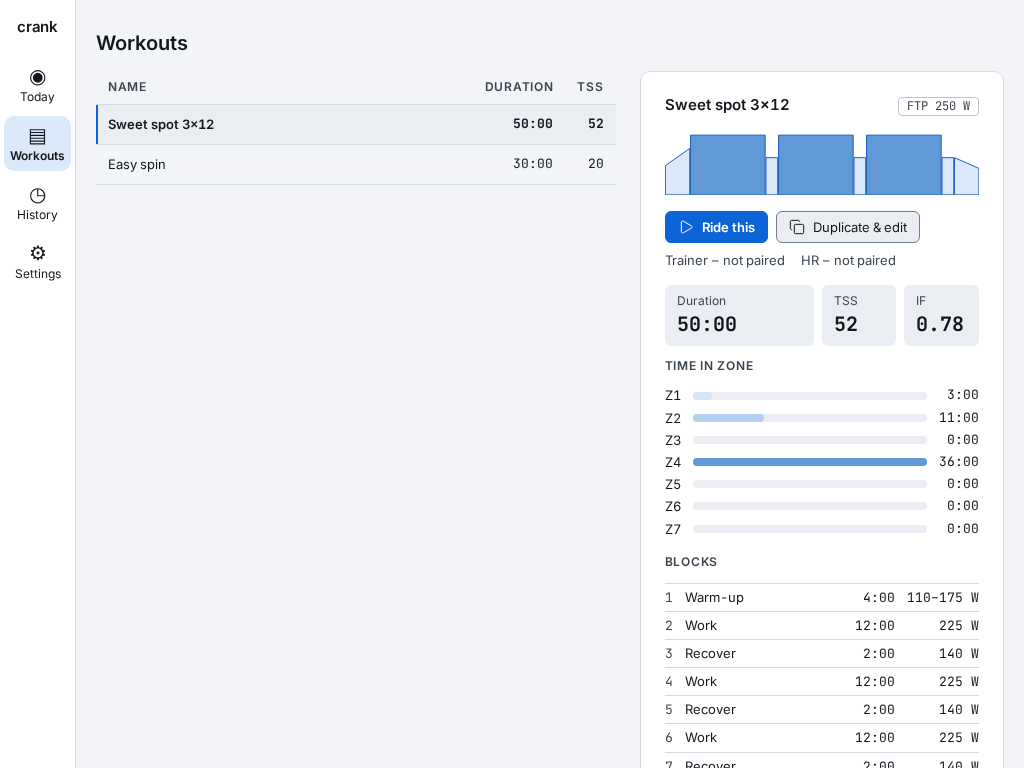 crank
Today
Workouts
History
Settings
Workouts
NAME DURATION TSS
Sweet spot 3×12 50:00 52
Easy spin 30:00 20
Sweet spot 3×12 FTP 250 W
Ride this Duplicate & edit
Trainer – not paired HR – not paired
Duration TSS IF
50:00 52 0.78
TIME IN ZONE
Z1 3:00
Z2 11:00
Z3 0:00
Z4 36:00
Z5 0:00
Z6 0:00
Z7 0:00
BLOCKS
1 Warm-up 4:00 110–175 W
2 Work 12:00 225 W
3 Recover 2:00 140 W
4 Work 12:00 225 W
5 Recover 2:00 140 W
6 Work 12:00 225 W
7 Recover 2:00 140 W